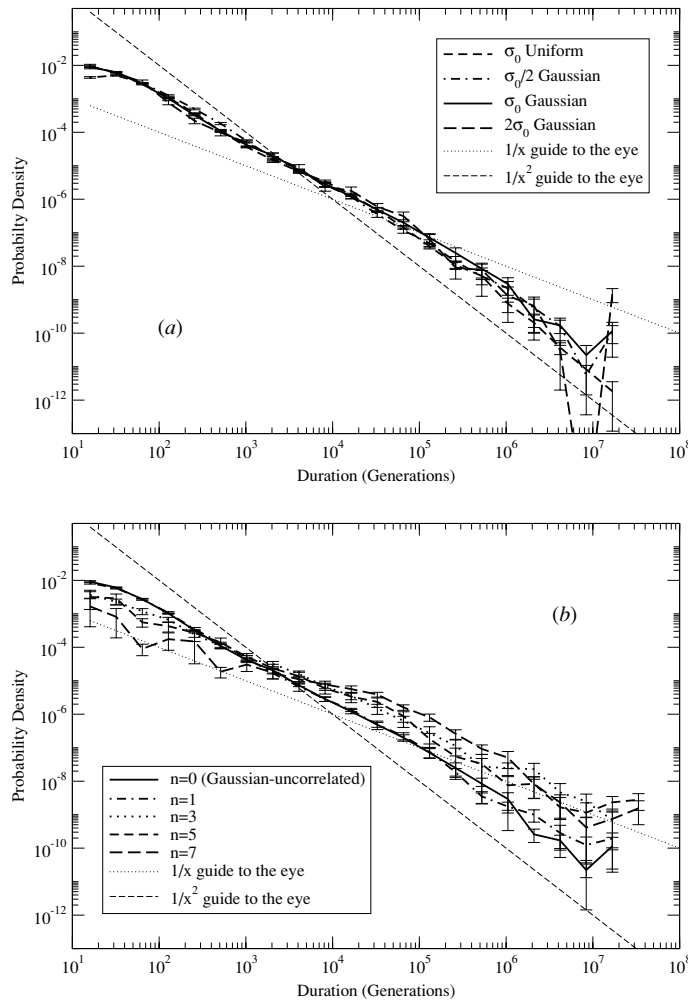 10^-2
10^-4
10^-6
10^-8
10^-10
10^-12
Probability Density
σ0 Uniform
σ0/2 Gaussian
σ0 Gaussian
2σ0 Gaussian
1/x guide to the eye
1/x^2 guide to the eye
(a)
10^1 10^2 10^3 10^4 10^5 10^6 10^7 10^8
Duration (Generations)
10^-2
10^-4
10^-6
10^-8
10^-10
10^-12
Probability Density
(b)
n=0 (Gaussian-uncorrelated)
n=1
n=3
n=5
n=7
1/x guide to the eye
1/x^2 guide to the eye
10^1 10^2 10^3 10^4 10^5 10^6 10^7 10^8
Duration (Generations)